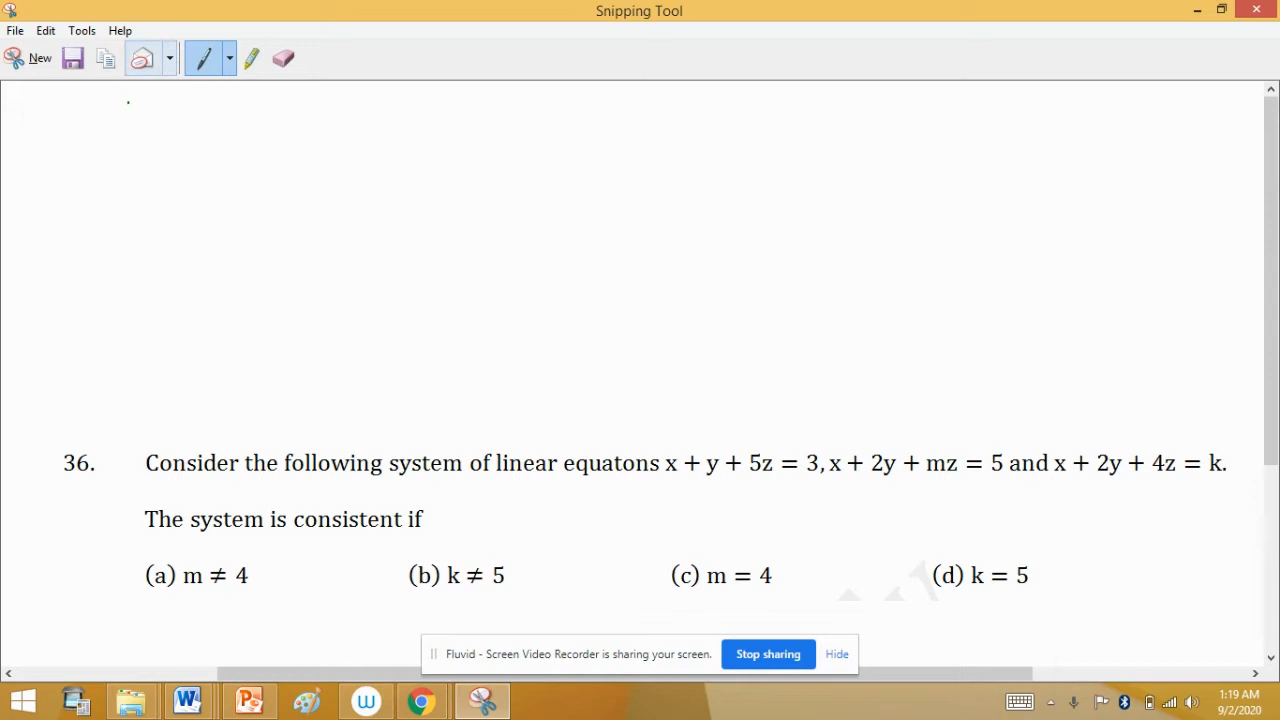 Snipping Tool
File Edit Tools Help
New
36. Consider the following system of linear equatons x + y + 5z = 3, x + 2y + mz = 5 and x + 2y + 4z = k.
The system is consistent if
(a) m ≠ 4 (b) k ≠ 5 (c) m = 4 (d) k = 5
Fluvid - Screen Video Recorder is sharing your screen. Stop sharing Hide
1:19 AM
9/2/2020